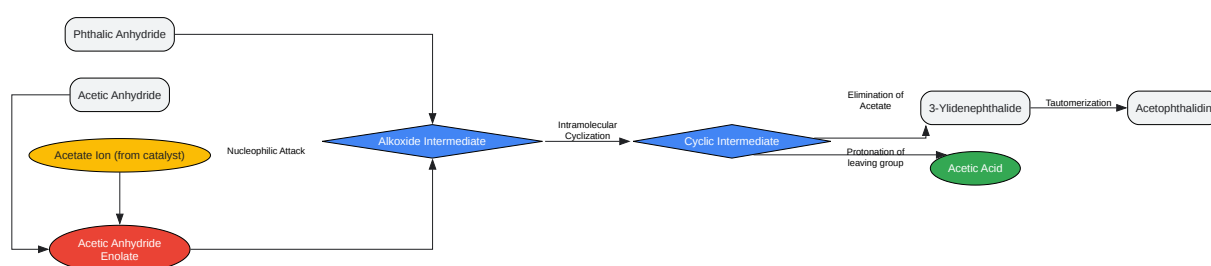 Phthalic Anhydride
Acetic Anhydride
Acetate Ion (from catalyst)
Acetic Anhydride
Enolate
Nucleophilic Attack
Alkoxide Intermediate
Intramolecular
Cyclization
Cyclic Intermediate
Elimination of
Acetate
Protonation of
leaving group
3-Ylidenephthalide
Acetic Acid
Tautomerization
Acetophthalidin